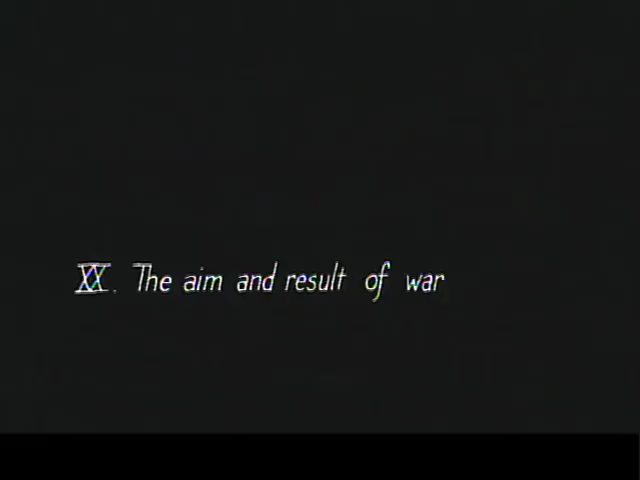 XX. The aim and result of war